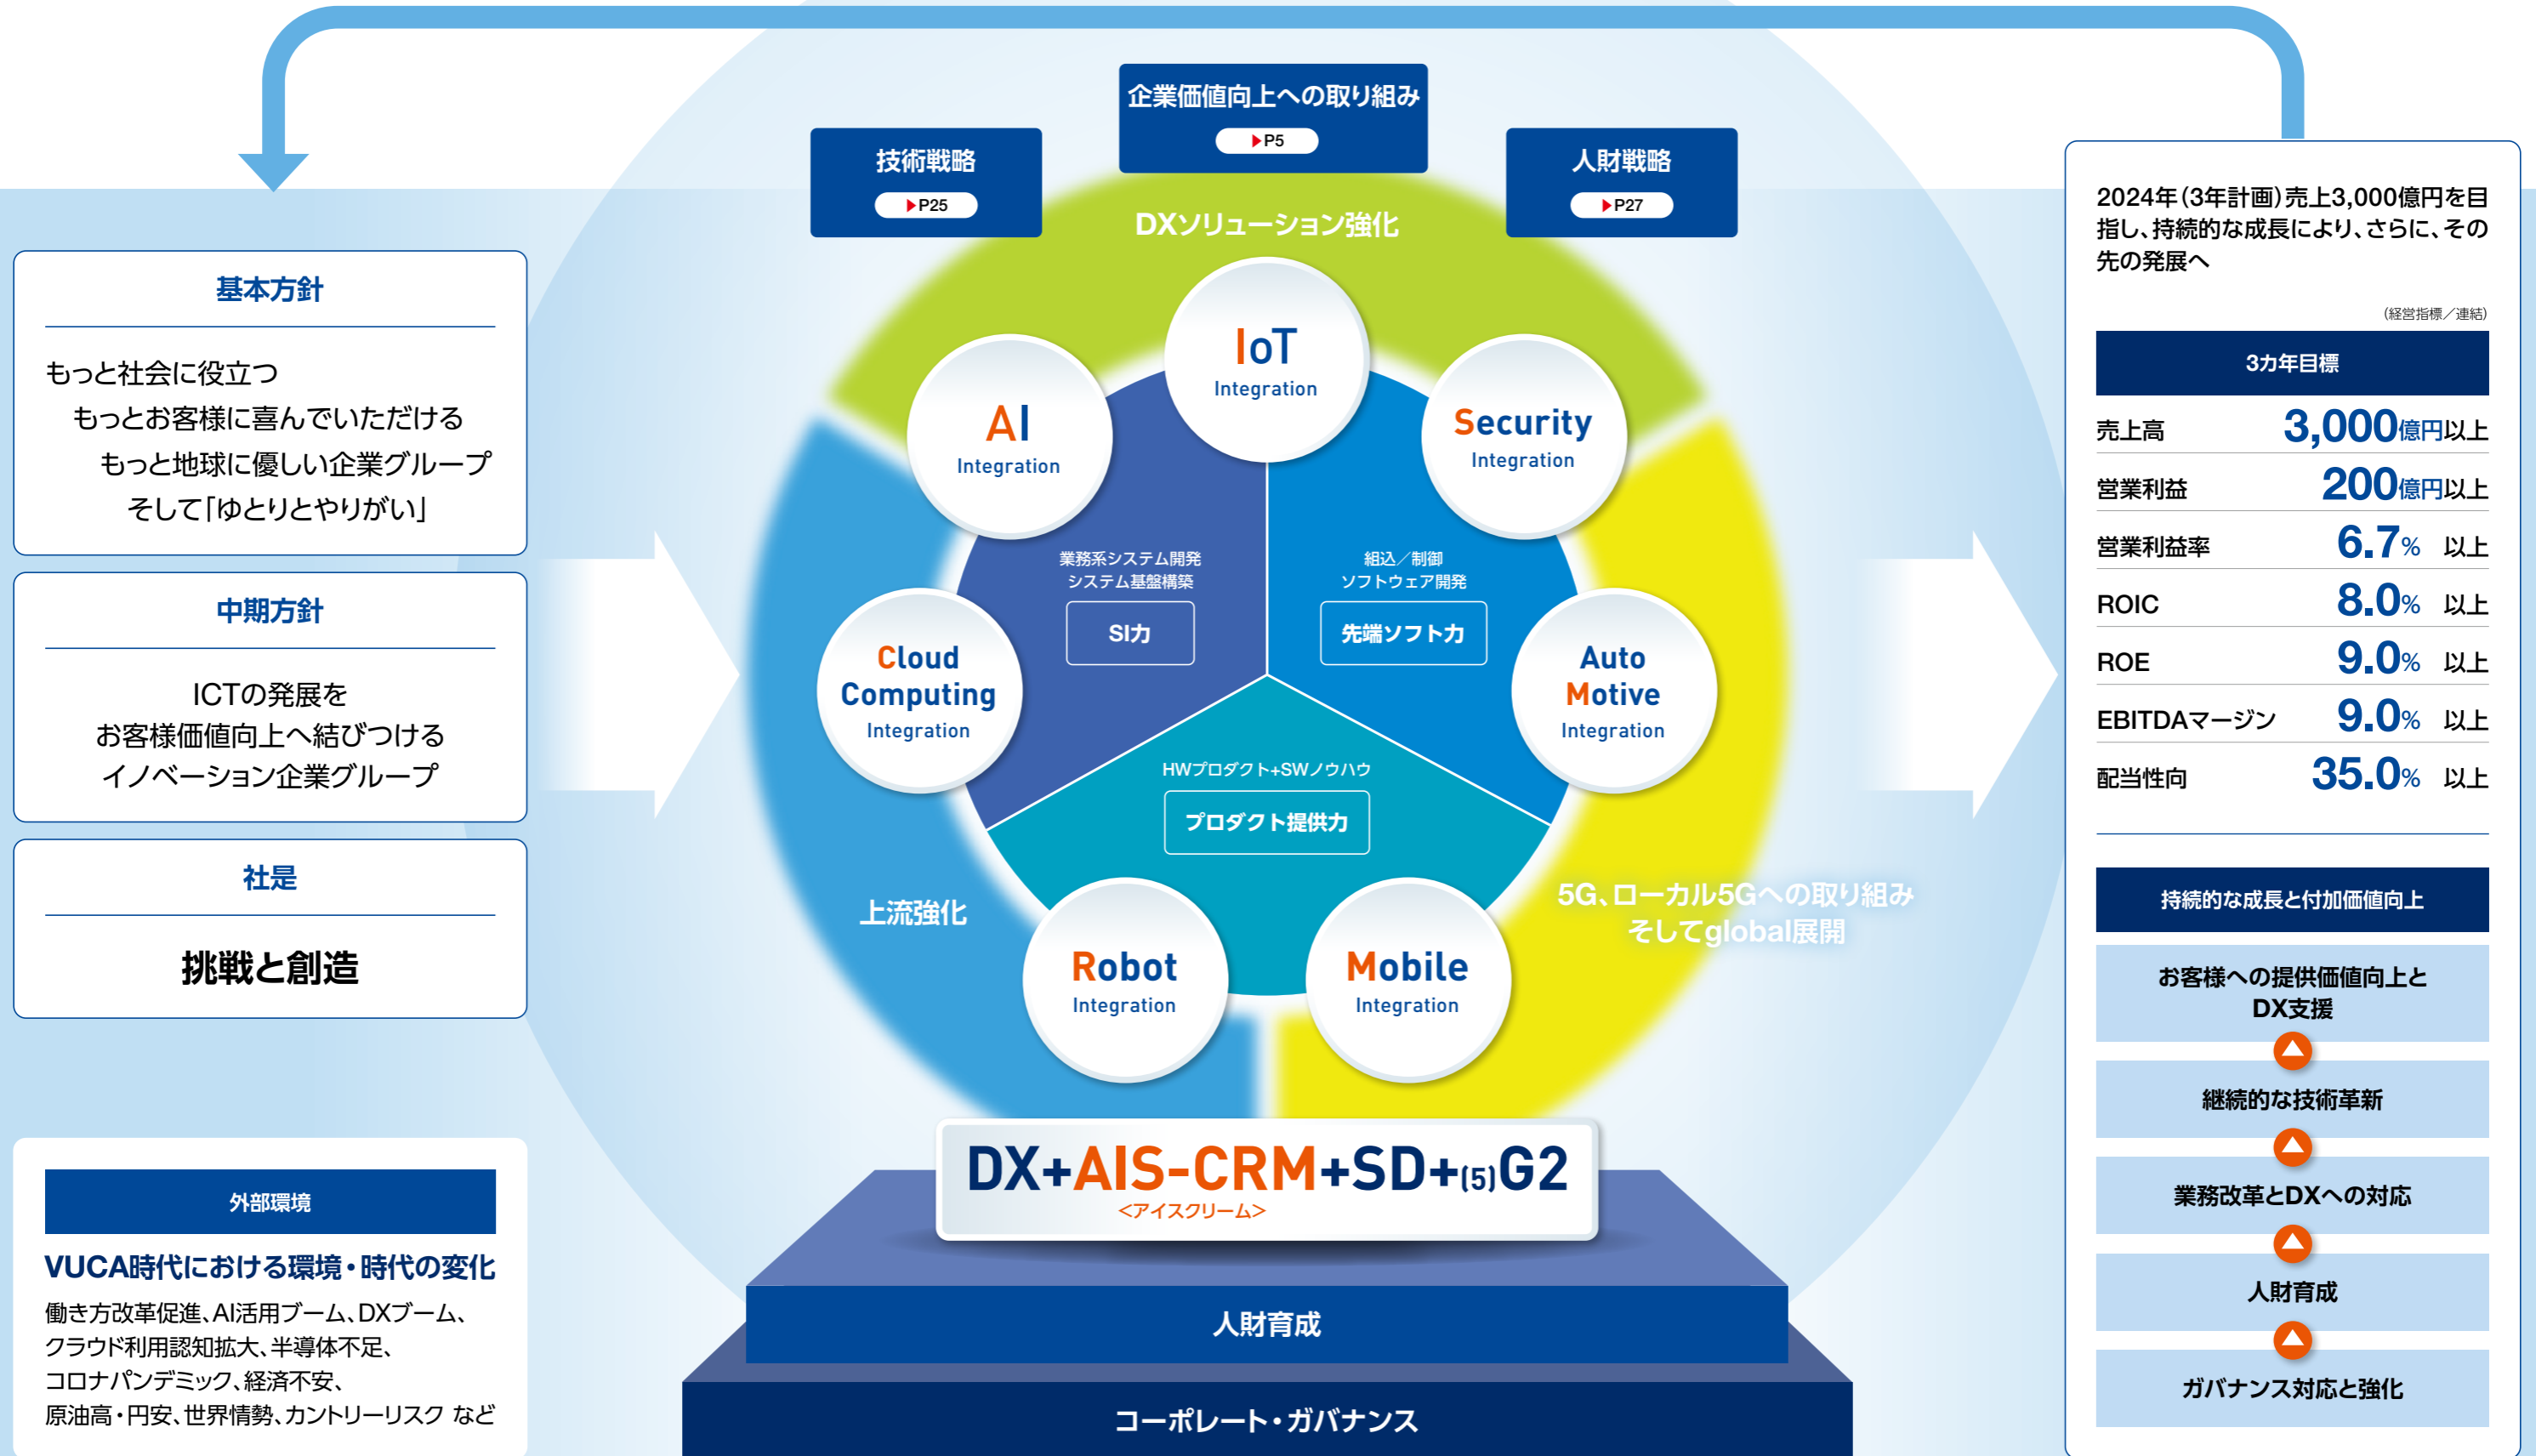 企業価値向上への取り組み
▶P5
技術戦略
▶P25
人財戦略
▶P27
基本方針
もっと社会に役立つ
もっとお客様に喜んでいただける
もっと地球に優しい企業グループ
そして「ゆとりとやりがい」
中期方針
ICTの発展を
お客様価値向上へ結びつける
イノベーション企業グループ
社是
挑戦と創造
外部環境
VUCA時代における環境・時代の変化
働き方改革促進、AI活用ブーム、DXブーム、
クラウド利用認知拡大、半導体不足、
コロナパンデミック、経済不安、
原油高・円安、世界情勢、カントリーリスク など
DXソリューション強化
IoT
Integration
AI
Integration
Security
Integration
業務系システム開発
システム基盤構築
SI力
組込／制御
ソフトウェア開発
先端ソフト力
Cloud
Computing
Integration
Auto
Motive
Integration
HWプロダクト+SWノウハウ
プロダクト提供力
上流強化
5G、ローカル5Gへの取り組み
そしてglobal展開
Robot
Integration
Mobile
Integration
DX+AIS-CRM+SD+(5)G2
<アイスクリーム>
人財育成
コーポレート・ガバナンス
2024年（3年計画）売上3,000億円を目
指し、持続的な成長により、さらに、その
先の発展へ
（経営指標／連結）
3カ年目標
売上高 3,000億円以上
営業利益 200億円以上
営業利益率 6.7% 以上
ROIC 8.0% 以上
ROE 9.0% 以上
EBITDAマージン 9.0% 以上
配当性向 35.0% 以上
持続的な成長と付加価値向上
お客様への提供価値向上と
DX支援
継続的な技術革新
業務改革とDXへの対応
人財育成
ガバナンス対応と強化